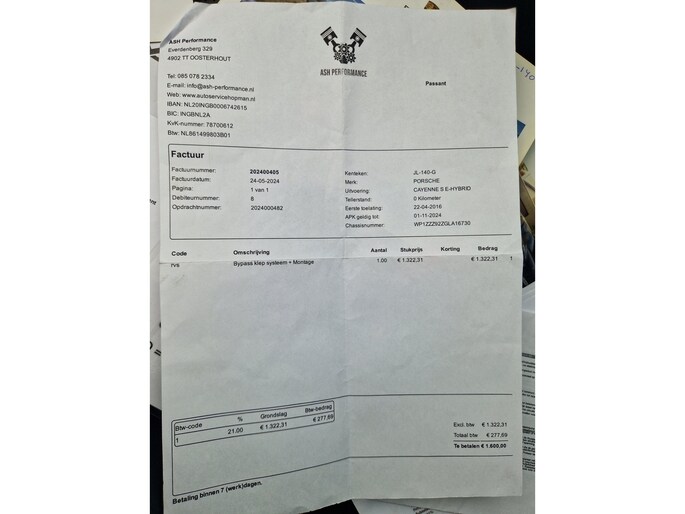 ASH Performance
Everdenberg 329
4902 TT OOSTERHOUT
ASH PERFORMANCE
Tel: 085 076 2334
E-mail: info@ash-performance.nl
Web: www.autoservicehopman.nl
IBAN: NL20INGB0006742615
BIC: INGBNL2A
KvK-nummer: 78700612
Btw: NL861499803B01
Passant
Factuur
Factuurnummer: 202400405 Kenteken: JL-140-G
Factuurdatum: 24-05-2024 Merk: PORSCHE
Pagina: 1 van 1 Uitvoering: CAYENNE S E-HYBRID
Debiteurnummer: 8 Tellerstand: 0 Kilometer
Opdrachtnummer: 2024000482 Eerste toelating: 22-04-2016
APK geldig tot: 01-11-2024
Chassisnummer: WP1ZZZ92ZGLA16730
Code Omschrijving Aantal Stukprijs Korting Bedrag
rvs Bypass klep systeem + Montage 1.00 € 1.322,31 € 1.322,31 1
Btw-code % Grondslag Btw-bedrag
1 21.00 € 1.322,31 € 277,69
Excl. btw € 1.322,31
Totaal btw € 277,69
Te betalen € 1.600,00
Betaling binnen 7 (werk)dagen.